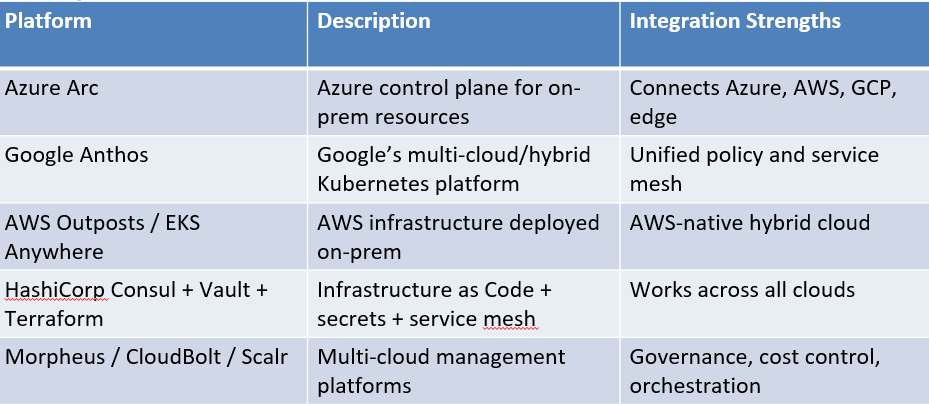 Platform
Description
Integration Strengths
Azure Arc
Azure control plane for on-
prem resources
Connects Azure, AWS, GCP,
edge
Google Anthos
Google’s multi-cloud/hybrid
Kubernetes platform
Unified policy and service
mesh
AWS Outposts / EKS
Anywhere
AWS infrastructure deployed
on-prem
AWS-native hybrid cloud
HashiCorp Consul + Vault +
Terraform
Infrastructure as Code +
secrets + service mesh
Works across all clouds
Morpheus / CloudBolt / Scalr
Multi-cloud management
platforms
Governance, cost control,
orchestration